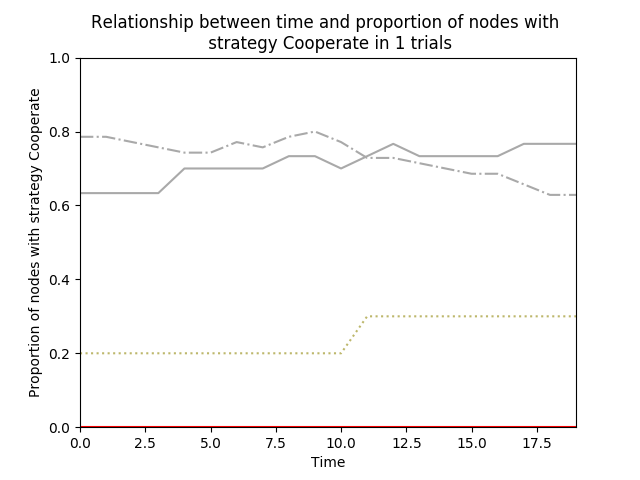 Relationship between time and proportion of nodes with
strategy Cooperate in 1 trials
Proportion of nodes with strategy Cooperate
1.0
0.8
0.6
0.4
0.2
0.0
0.0 2.5 5.0 7.5 10.0 12.5 15.0 17.5
Time